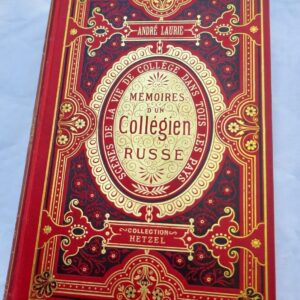 ANDRÉ LAURIE
SCÈNES DE LA VIE DE COLLÈGE DANS TOUS LES PAYS
MÉMOIRES
D'UN
Collégien
RUSSE
COLLECTION
HETZEL